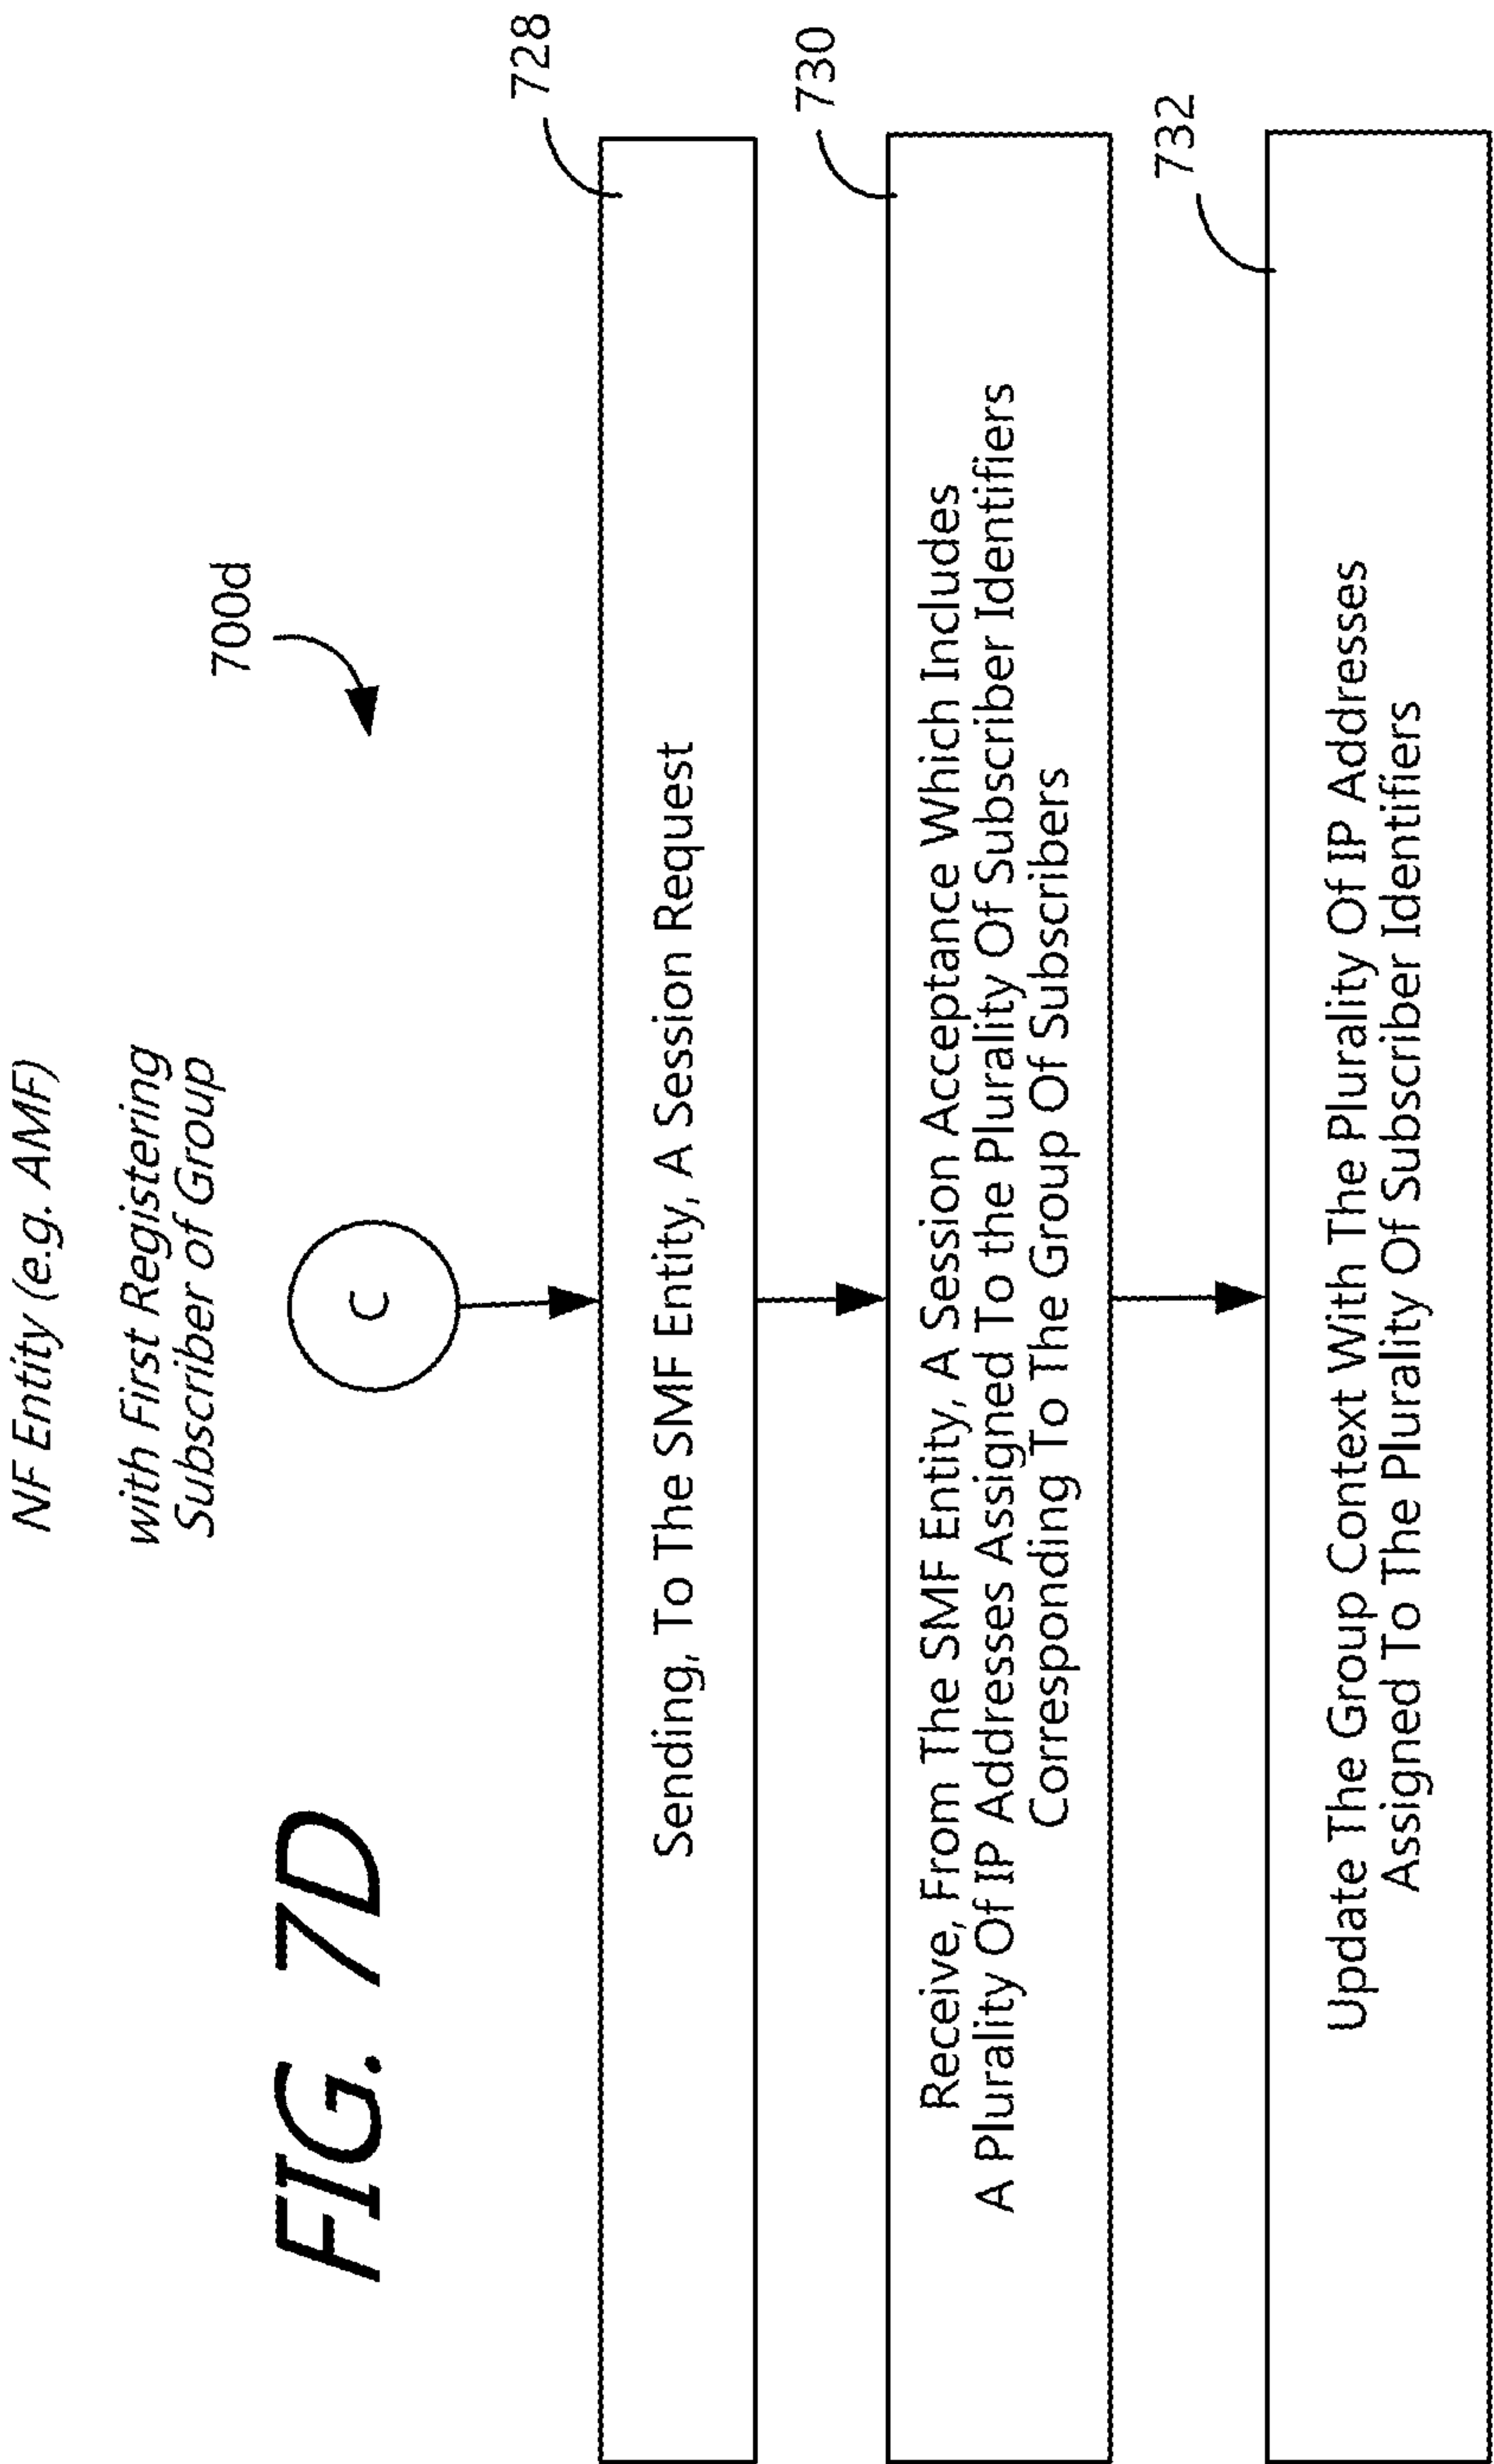 NF Entity (e.g. AMF)
with First Registering
Subscriber of Group
FIG. 7D
700d
C
728
Sending, To The SMF Entity, A Session Request
730
Receive, From The SMF Entity, A Session Acceptance Which Includes
A Plurality Of IP Addresses Assigned To the Plurality Of Subscriber Identifiers
Corresponding To The Group Of Subscribers
732
Update The Group Context With The Plurality Of IP Addresses
Assigned To The Plurality Of Subscriber Identifiers